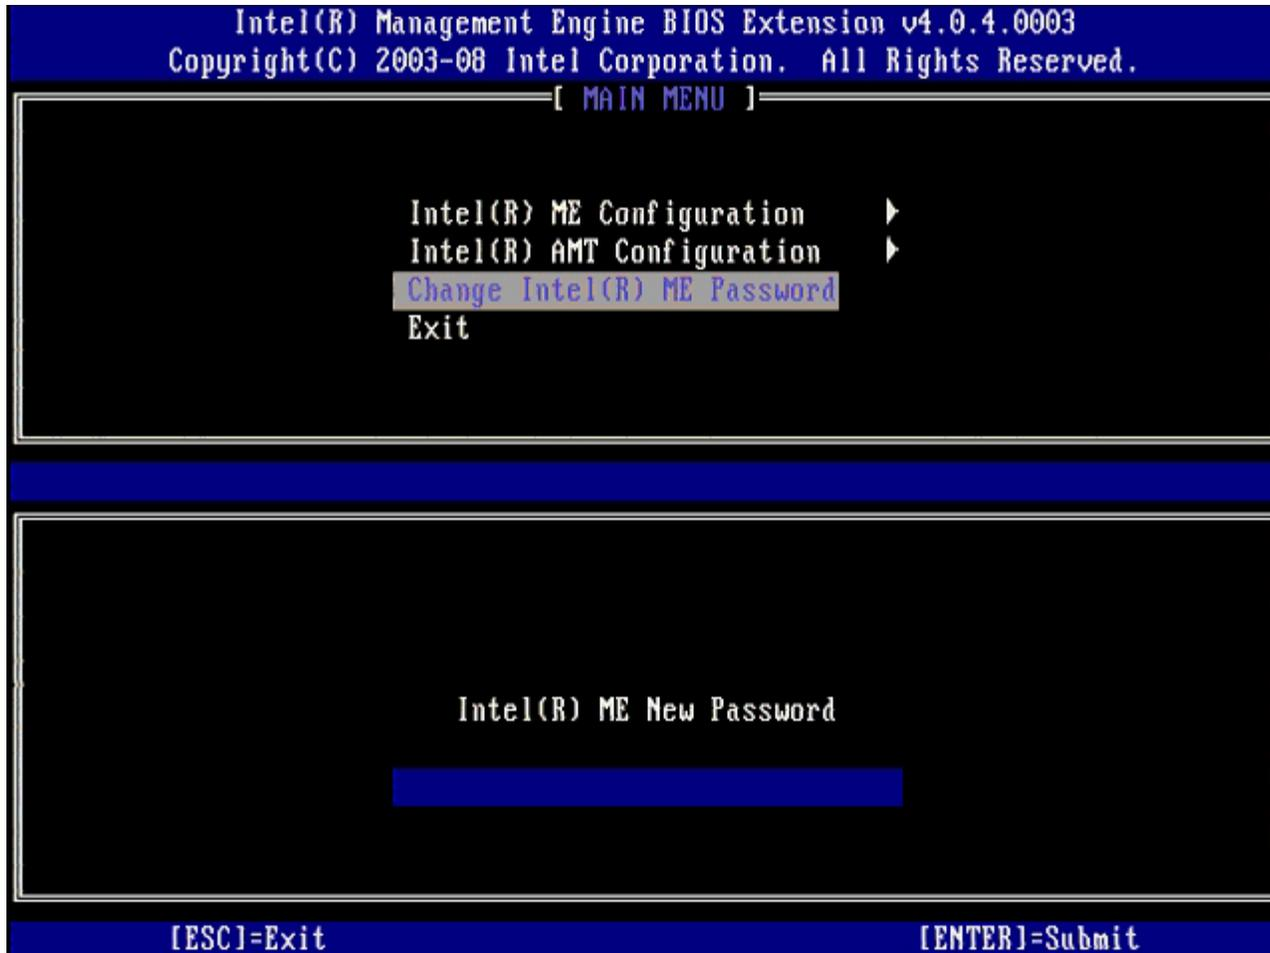 Intel(R) Management Engine BIOS Extension v4.0.4.0003
Copyright(C) 2003-08 Intel Corporation. All Rights Reserved.
[ MAIN MENU ]
Intel(R) ME Configuration
Intel(R) AMT Configuration
Change Intel(R) ME Password
Exit
Intel(R) ME New Password
[ESC]=Exit [ENTER]=Submit